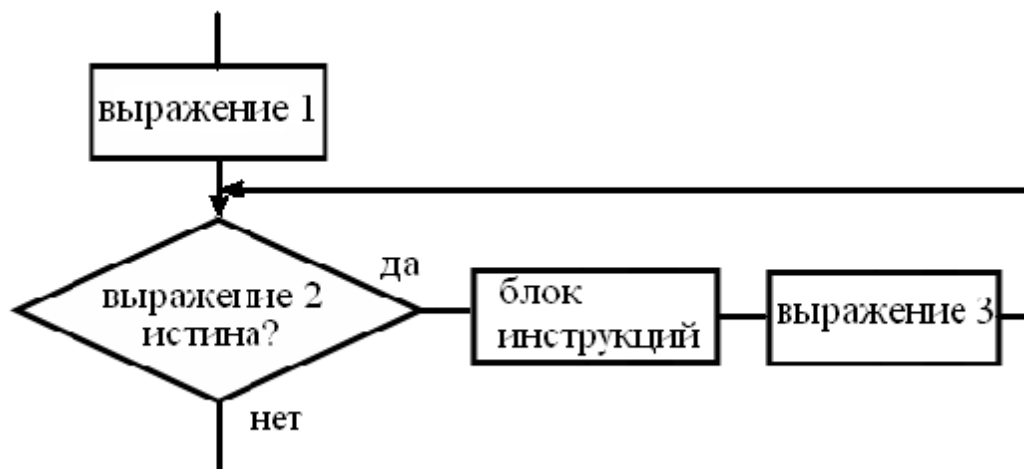 выражение 1
да
выражение 2
истина?
блок
инструкций
выражение 3
нет